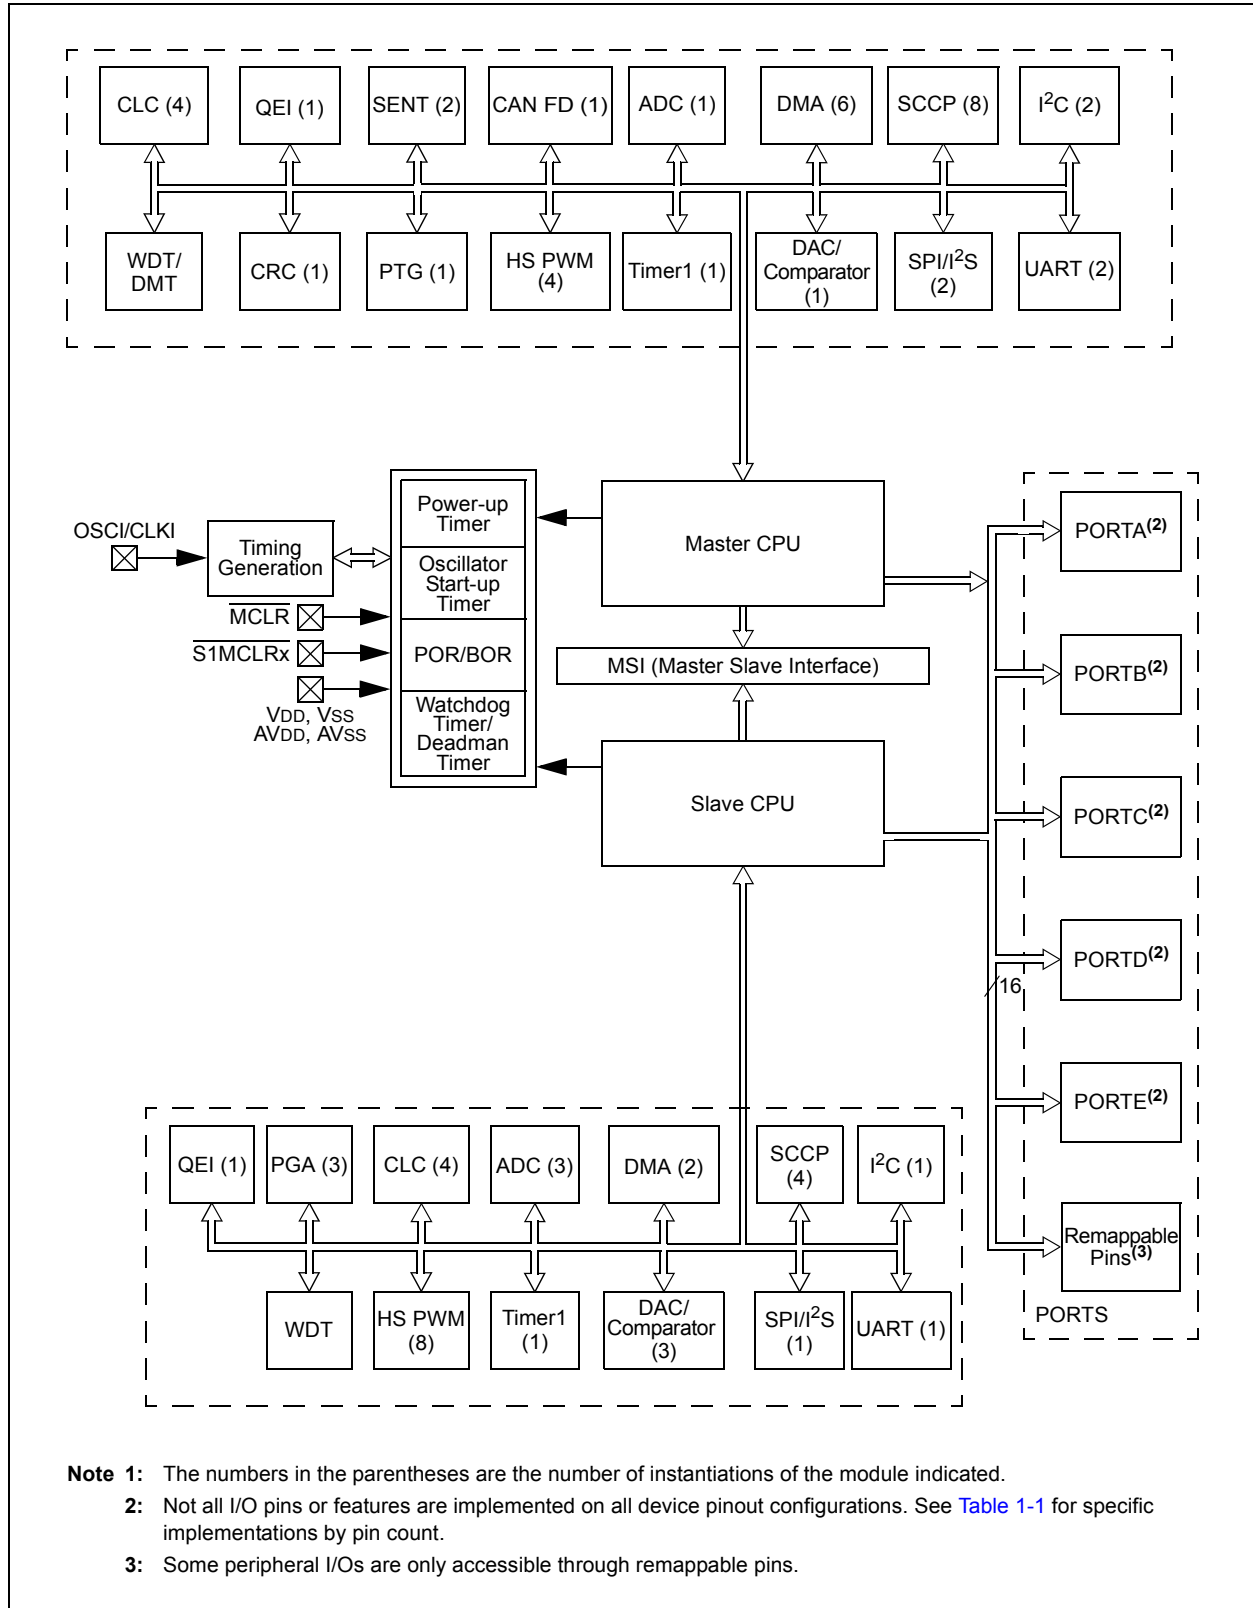 CLC (4)
QEI (1)
SENT (2)
CAN FD (1)
ADC (1)
DMA (6)
SCCP (8)
I²C (2)
WDT/
DMT
CRC (1)
PTG (1)
HS PWM
(4)
Timer1 (1)
DAC/
Comparator
(1)
SPI/I²S
(2)
UART (2)
OSCI/CLKI
Timing
Generation
MCLR
S1MCLRx
VDD, VSS
AVDD, AVSS
Power-up
Timer
Oscillator
Start-up
Timer
POR/BOR
Watchdog
Timer/
Deadman
Timer
Master CPU
MSI (Master Slave Interface)
Slave CPU
PORTA(2)
PORTB(2)
PORTC(2)
PORTD(2)
16
PORTE(2)
Remappable
Pins(3)
PORTS
QEI (1)
PGA (3)
CLC (4)
ADC (3)
DMA (2)
SCCP
(4)
I²C (1)
WDT
HS PWM
(8)
Timer1
(1)
DAC/
Comparator
(3)
SPI/I²S
(1)
UART (1)
Note 1: The numbers in the parentheses are the number of instantiations of the module indicated.
2: Not all I/O pins or features are implemented on all device pinout configurations. See Table 1-1 for specific
implementations by pin count.
3: Some peripheral I/Os are only accessible through remappable pins.